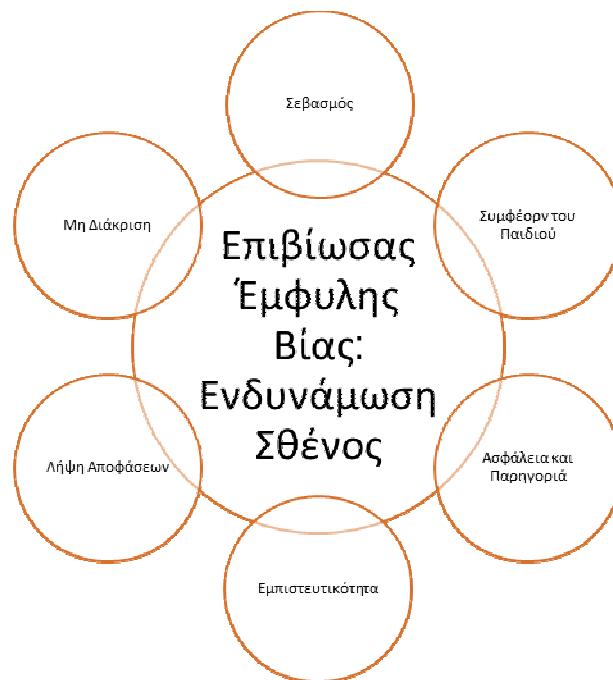 Σεβασμός
Συμφέορν του
Παιδιού
Ασφάλεια και
Παρηγοριά
Εμπιστευτικότητα
Λήψη Αποφάσεων
Μη Διάκριση
Επιβίωσας
Έμφυλης
Βίας:
Ενδυνάμωση
Σθένος